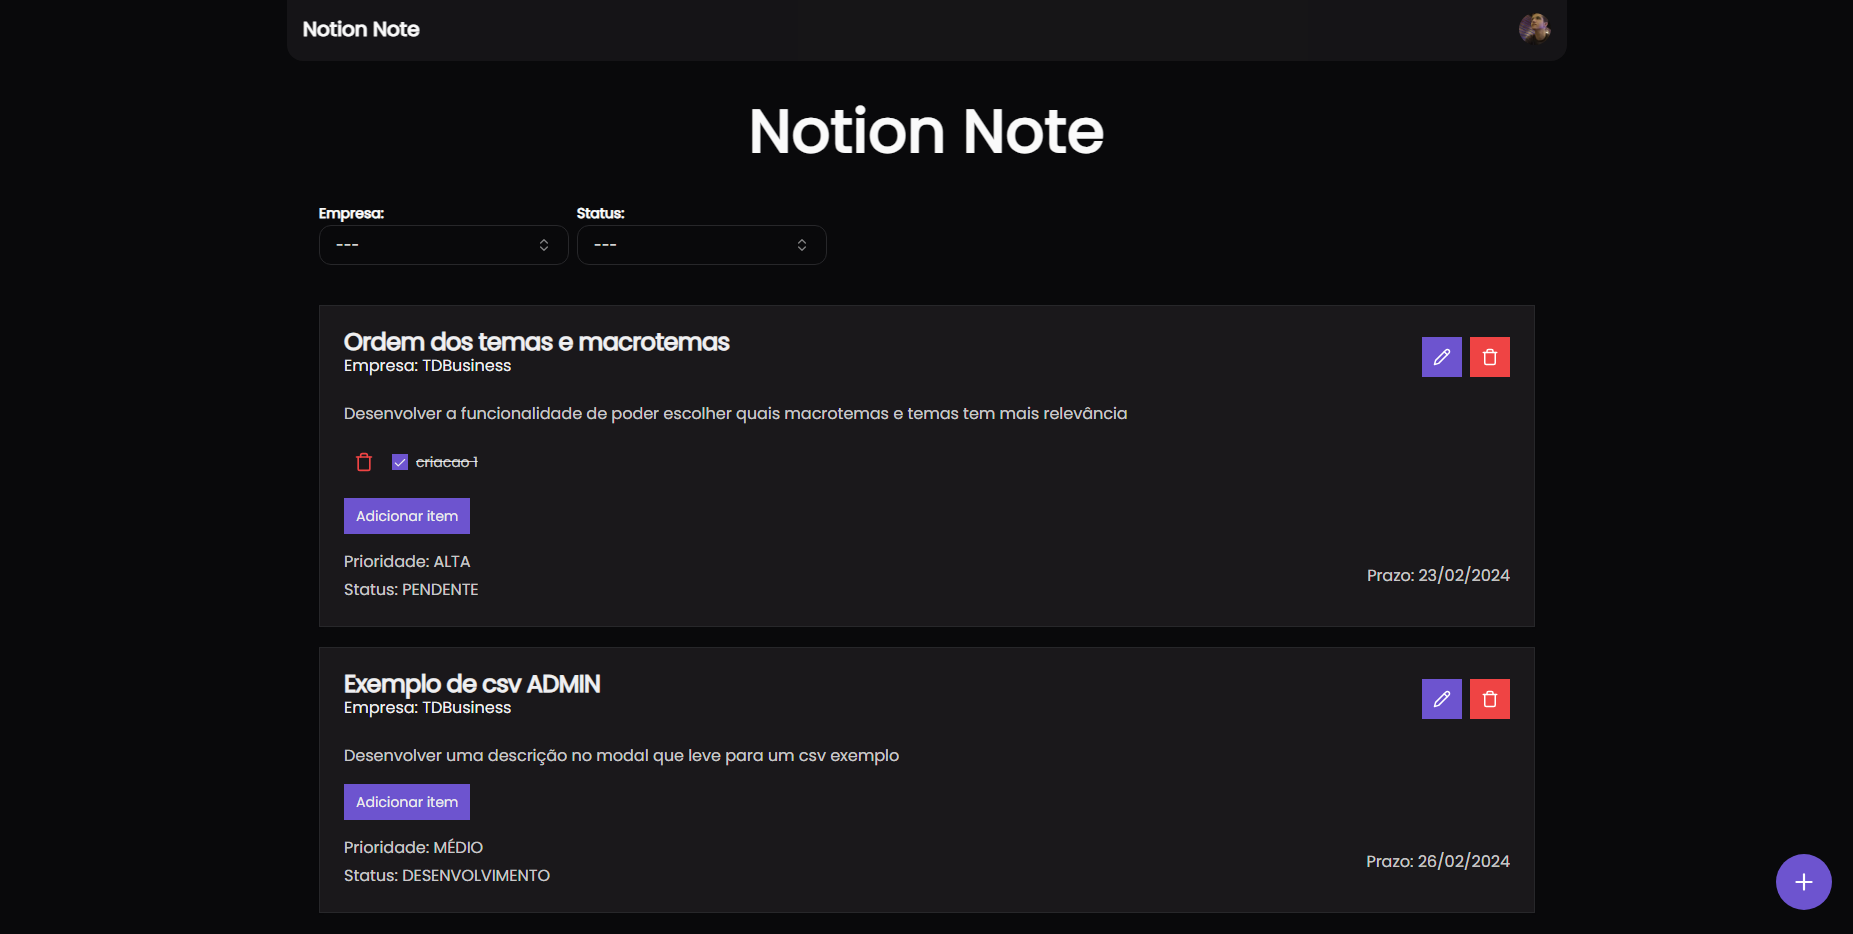 Notion Note
Notion Note
Empresa:
Status:
---
---
Ordem dos temas e macrotemas
Empresa: TDBusiness
Desenvolver a funcionalidade de poder escolher quais macrotemas e temas tem mais relevância
criacao 1
Adicionar item
Prioridade: ALTA
Status: PENDENTE
Prazo: 23/02/2024
Exemplo de csv ADMIN
Empresa: TDBusiness
Desenvolver uma descrição no modal que leve para um csv exemplo
Adicionar item
Prioridade: MÉDIO
Status: DESENVOLVIMENTO
Prazo: 26/02/2024